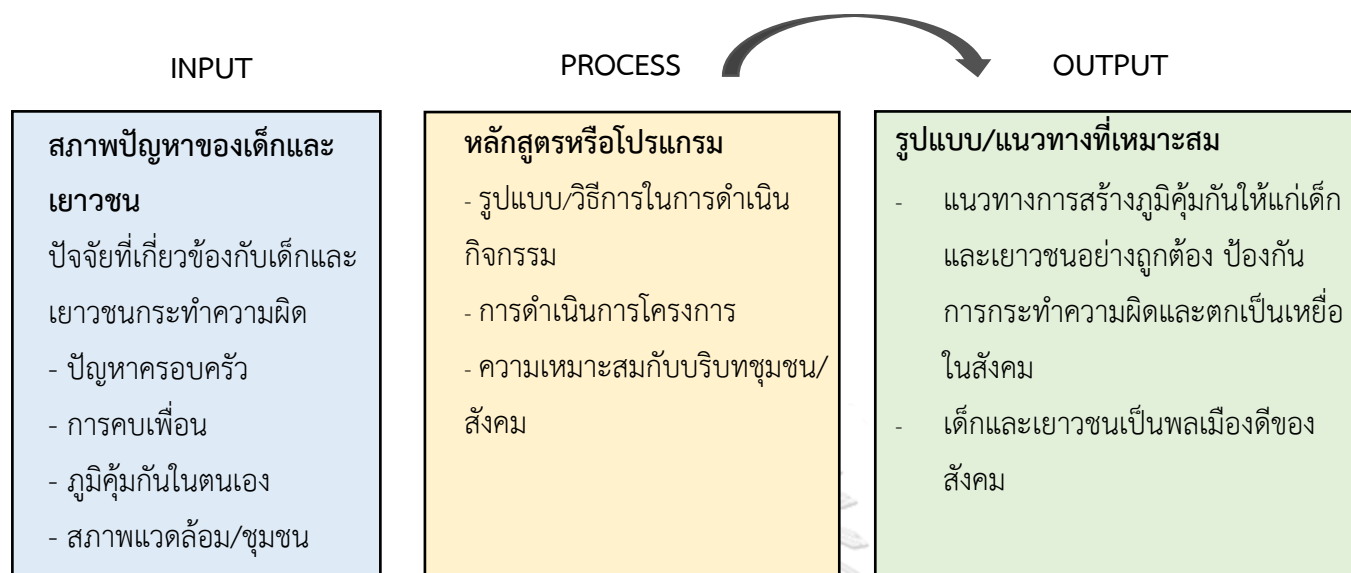 INPUT
PROCESS
OUTPUT
สภาพปัญหาของเด็กและ
เยาวชน
ปัจจัยที่เกี่ยวข้องกับเด็กและ
เยาวชนกระทำความผิด
- ปัญหาครอบครัว
- การคบเพื่อน
- ภูมิคุ้มกันในตนเอง
- สภาพแวดล้อม/ชุมชน
หลักสูตรหรือโปรแกรม
- รูปแบบ/วิธีการในการดำเนิน
กิจกรรม
- การดำเนินการโครงการ
- ความเหมาะสมกับบริบทชุมชน/
สังคม
รูปแบบ/แนวทางที่เหมาะสม
- แนวทางการสร้างภูมิคุ้มกันให้แก่เด็ก
และเยาวชนอย่างถูกต้อง ป้องกัน
การกระทำความผิดและตกเป็นเหยื่อ
ในสังคม
- เด็กและเยาวชนเป็นพลเมืองดีของ
สังคม